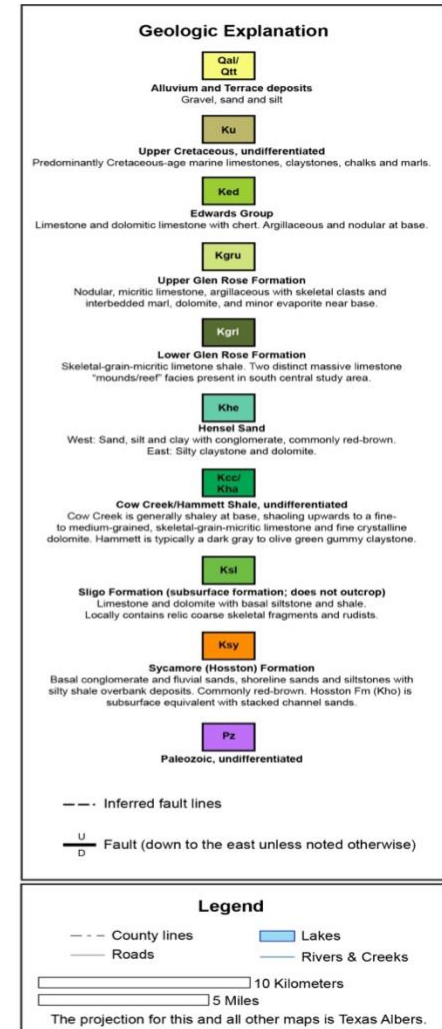 Geologic Explanation
Qal/
Qtt
Alluvium and Terrace deposits
Gravel, sand and silt
Ku
Upper Cretaceous, undifferentiated
Predominantly Cretaceous-age marine limestones, claystones, chalks and marls.
Ked
Edwards Group
Limestone and dolomitic limestone with chert. Argillaceous and nodular at base.
Kgru
Upper Glen Rose Formation
Nodular, micritic limestone, argillaceous with skeletal clasts and
interbedded marl, dolomite, and minor evaporite near base.
Kgrl
Lower Glen Rose Formation
Skeletal-grain-micritic limetone shale. Two distinct massive limestone
"mounds/reef" facies present in south central study area.
Khe
Hensel Sand
West: Sand, silt and clay with conglomerate, commonly red-brown.
East: Silty claystone and dolomite.
Kcc/
Kha
Cow Creek/Hammett Shale, undifferentiated
Cow Creek is generally shaley at base, shaoling upwards to a fine-
to medium-grained, skeletal-grain-micritic limestone and fine crystalline
dolomite. Hammett is typically a dark gray to olive green gummy claystone.
Ksl
Sligo Formation (subsurface formation; does not outcrop)
Limestone and dolomite with basal siltstone and shale.
Locally contains relic coarse skeletal fragments and rudists.
Ksy
Sycamore (Hosston) Formation
Basal conglomerate and fluvial sands, shoreline sands and siltstones with
silty shale overbank deposits. Commonly red-brown. Hosston Fm (Kho) is
subsurface equivalent with stacked channel sands.
Pz
Paleozoic, undifferentiated
Inferred fault lines
U
D
Fault (down to the east unless noted otherwise)
Legend
County lines
Lakes
Roads
Rivers & Creeks
10 Kilometers
5 Miles
The projection for this and all other maps is Texas Albers.